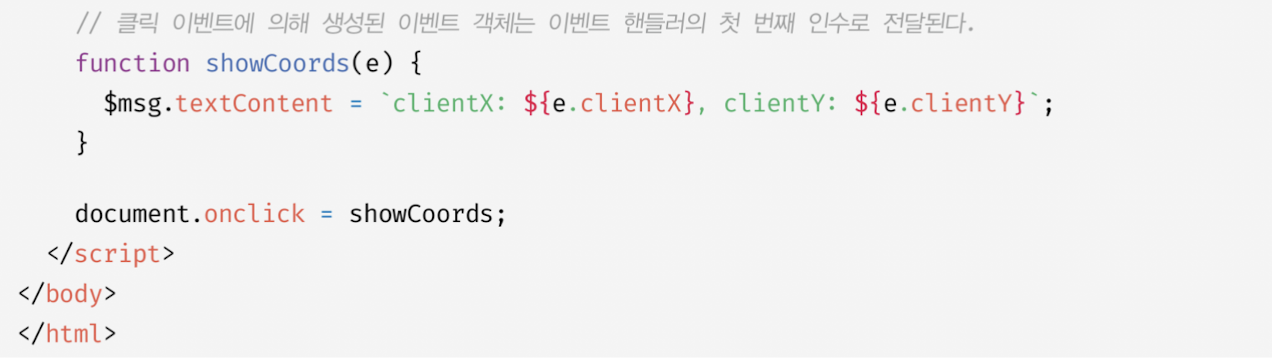 // 클릭 이벤트에 의해 생성된 이벤트 객체는 이벤트 핸들러의 첫 번째 인수로 전달된다.
function showCoords(e) {
$msg.textContent = `clientX: ${e.clientX}, clientY: ${e.clientY}`;
}
document.onclick = showCoords;
</script>
</body>
</html>